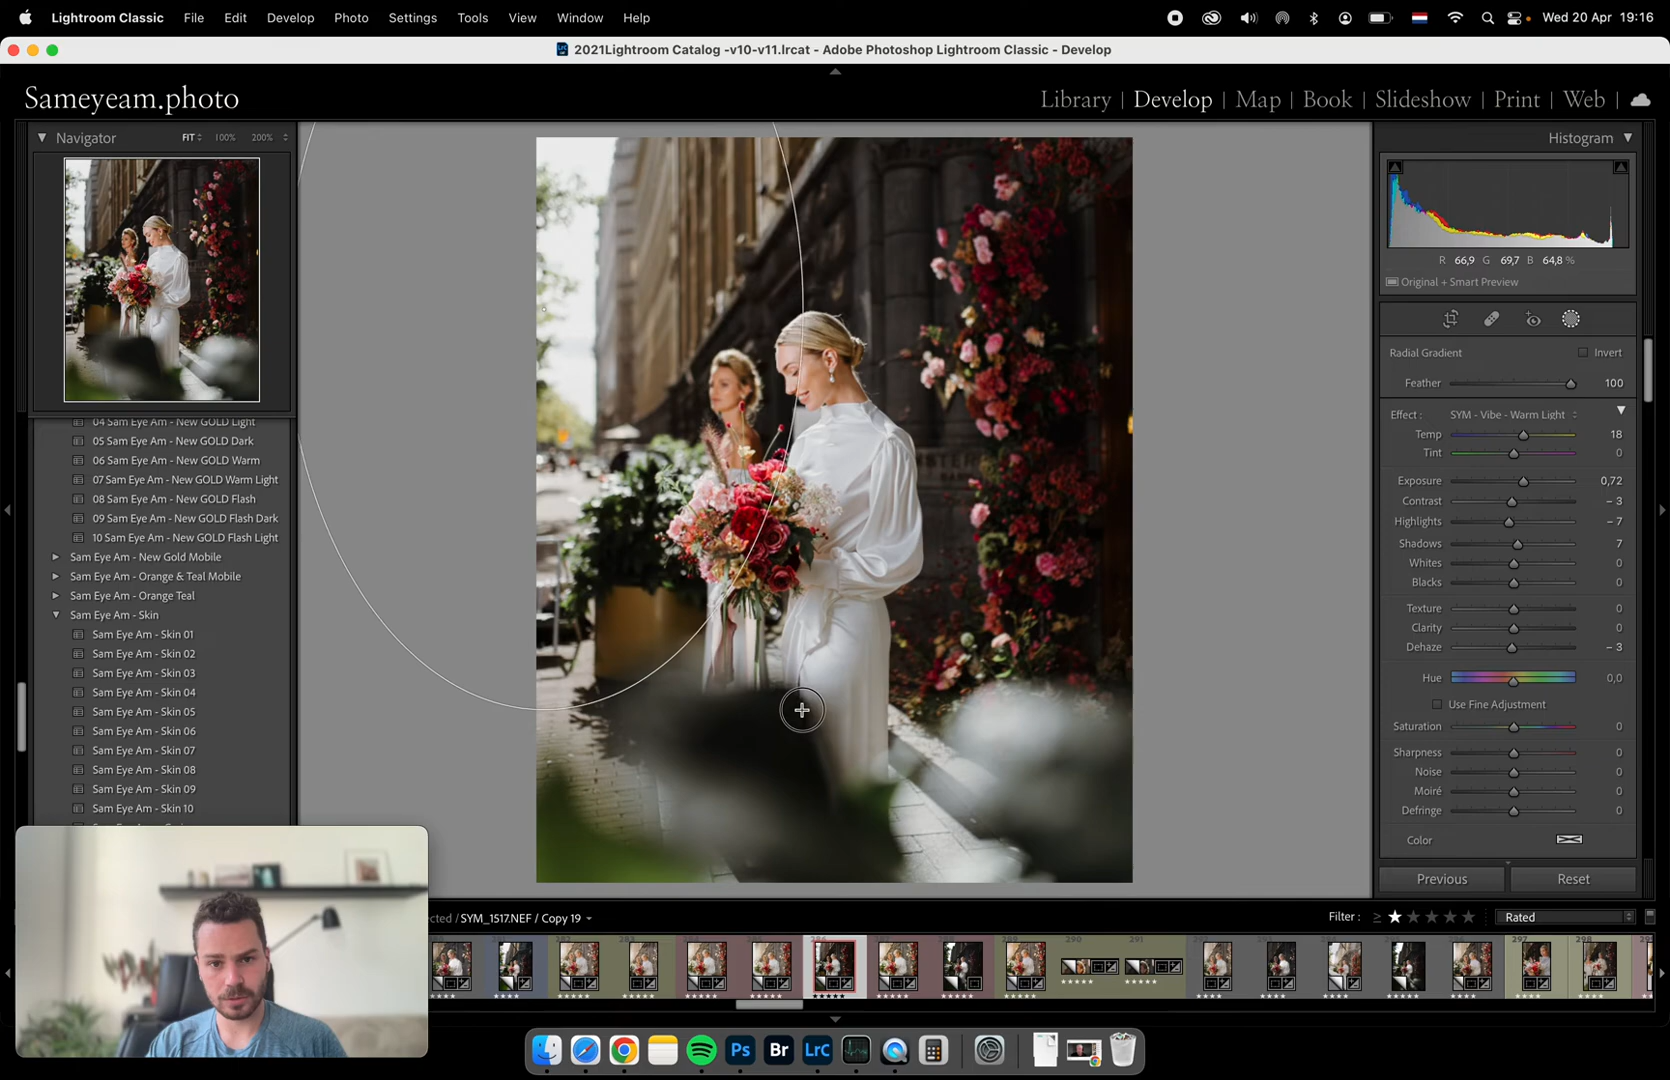 Lightroom Classic File Edit Develop Photo Settings Tools View Window Help Wed 20 Apr 19:16
2021Lightroom Catalog -v10-v11.lrcat - Adobe Photoshop Lightroom Classic - Develop
Sameyeam.photo
Library | Develop | Map | Book | Slideshow | Print | Web |
Navigator FIT 100% 200%
Histogram
R 66,9 G 69,7 B 64,8 %
Original + Smart Preview
Radial Gradient Invert
Feather 100
Effect : SYM - Vibe - Warm Light
Temp 18
Tint 0
Exposure 0,72
Contrast – 3
Highlights – 7
Shadows 7
Whites 0
Blacks 0
Texture 0
Clarity 0
Dehaze – 3
Hue 0,0
Use Fine Adjustment
Saturation 0
Sharpness 0
Noise 0
Moiré 0
Defringe 0
Color
Previous Reset
04 Sam Eye Am - New GOLD Light
05 Sam Eye Am - New GOLD Dark
06 Sam Eye Am - New GOLD Warm
07 Sam Eye Am - New GOLD Warm Light
08 Sam Eye Am - New GOLD Flash
09 Sam Eye Am - New GOLD Flash Dark
10 Sam Eye Am - New GOLD Flash Light
Sam Eye Am - New Gold Mobile
Sam Eye Am - Orange & Teal Mobile
Sam Eye Am - Orange Teal
Sam Eye Am - Skin
Sam Eye Am - Skin 01
Sam Eye Am - Skin 02
Sam Eye Am - Skin 03
Sam Eye Am - Skin 04
Sam Eye Am - Skin 05
Sam Eye Am - Skin 06
Sam Eye Am - Skin 07
Sam Eye Am - Skin 08
Sam Eye Am - Skin 09
Sam Eye Am - Skin 10
ected / SYM_1517.NEF / Copy 19
Filter : Rated
290 291 297 298
Ps Br LrC